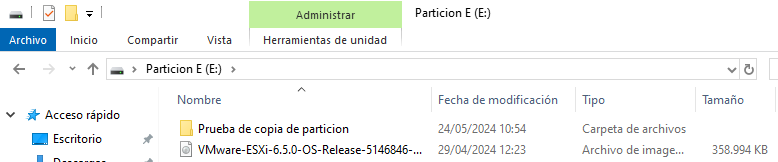 Administrar
Particion E (E:)
Archivo
Inicio
Compartir
Vista
Herramientas de unidad
Particion E (E:)
Nombre
Fecha de modificación
Tipo
Tamaño
Acceso rápido
Prueba de copia de particion
24/05/2024 10:54
Carpeta de archivos
Escritorio
VMware-ESXi-6.5.0-OS-Release-5146846-...
29/04/2024 12:23
Archivo de image...
358.994 KB